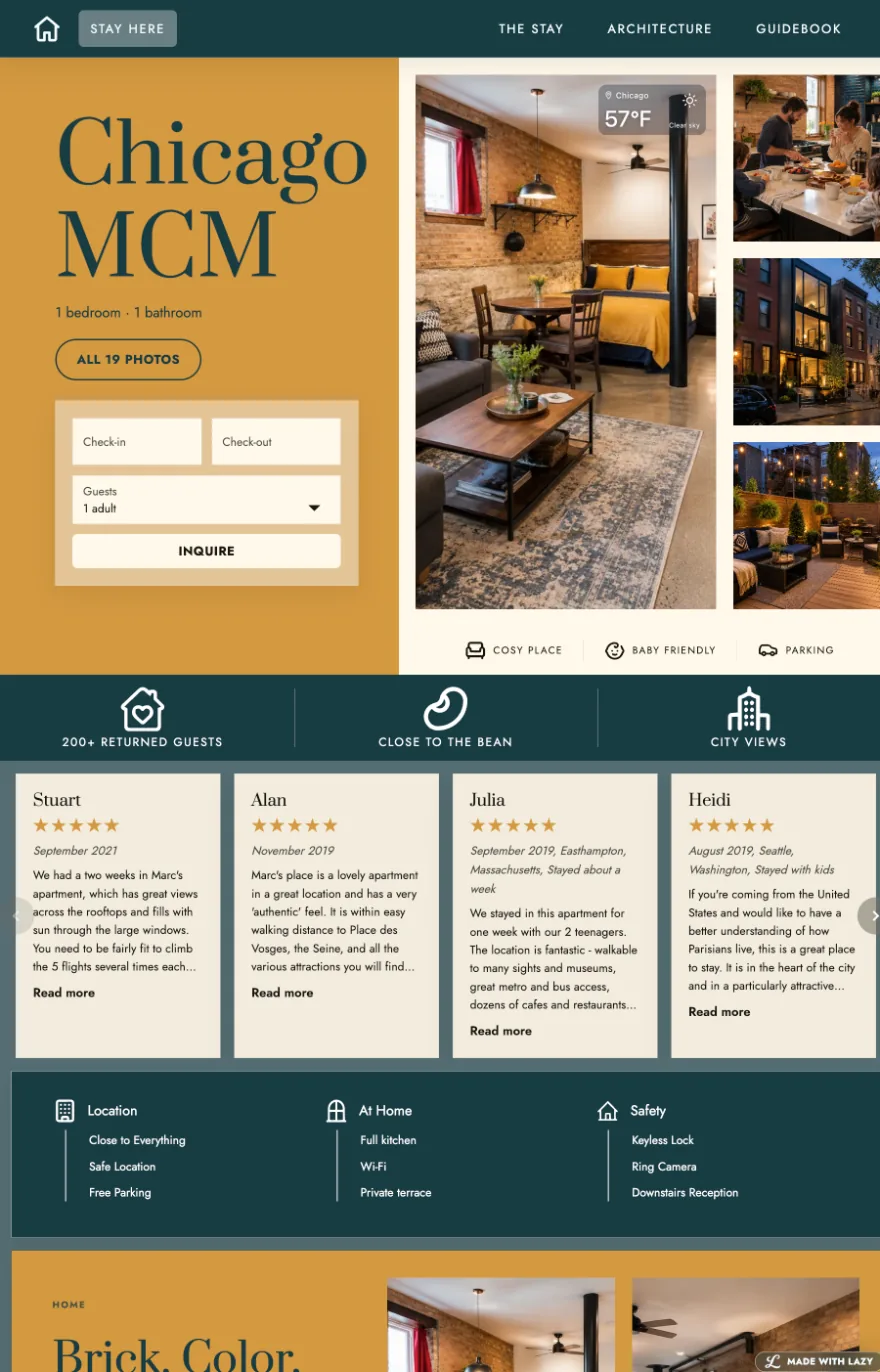 STAY HERE
THE STAY
ARCHITECTURE
GUIDEBOOK
Chicago
MCM
1 bedroom · 1 bathroom
ALL 19 PHOTOS
Check-in
Check-out
Guests
1 adult
INQUIRE
Chicago
57°F
Clear sky
COSY PLACE
BABY FRIENDLY
PARKING
200+ RETURNED GUESTS
CLOSE TO THE BEAN
CITY VIEWS
Stuart
September 2021
We had a two weeks in Marc's
apartment, which has great views
across the rooftops and fills with
sun through the large windows.
You need to be fairly fit to climb
the 5 flights several times each...
Read more
Alan
November 2019
Marc's place is a lovely apartment
in a great location and has a very
'authentic' feel. It is within easy
walking distance to Place des
Vosges, the Seine, and all the
various attractions you will find...
Read more
Julia
September 2019, Easthampton,
Massachusetts, Stayed about a
week
We stayed in this apartment for
one week with our 2 teenagers.
The location is fantastic - walkable
to many sights and museums,
great metro and bus access,
dozens of cafes and restaurants...
Read more
Heidi
August 2019, Seattle,
Washington, Stayed with kids
If you're coming from the United
States and would like to have a
better understanding of how
Parisians live, this is a great place
to stay. It is in the heart of the city
and in a particularly attractive...
Read more
Location
Close to Everything
Safe Location
Free Parking
At Home
Full kitchen
Wi-Fi
Private terrace
Safety
Keyless Lock
Ring Camera
Downstairs Reception
HOME
Brick. Color.
MADE WITH LAZY